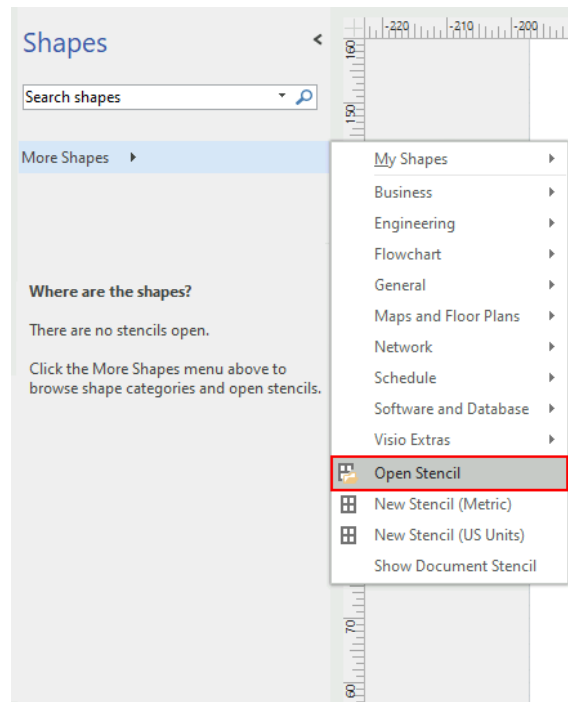 Shapes
-220 -210 -200
160
Search shapes
150
More Shapes
My Shapes
Business
Engineering
Flowchart
General
Maps and Floor Plans
Network
Schedule
Software and Database
Visio Extras
Open Stencil
New Stencil (Metric)
New Stencil (US Units)
Show Document Stencil
Where are the shapes?
There are no stencils open.
Click the More Shapes menu above to
browse shape categories and open stencils.
70
60